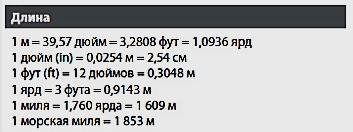 Длина
1 м = 39,57 дюйм = 3,2808 фут = 1,0936 ярд
1 дюйм (in) = 0,0254 м = 2,54 см
1 фут (ft) = 12 дюймов = 0,3048 м
1 ярд = 3 фута = 0,9143 м
1 миля = 1,760 ярда = 1 609 м
1 морская миля = 1 853 м